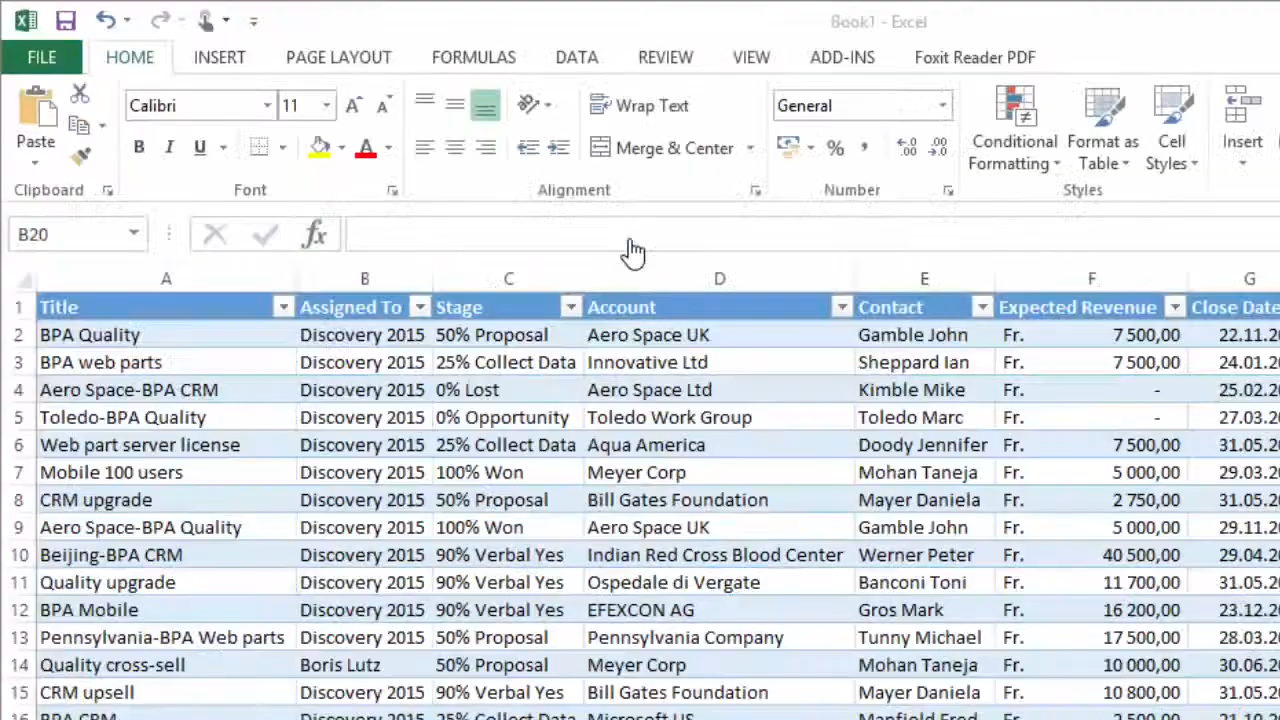 Book1 - Excel
FILE HOME INSERT PAGE LAYOUT FORMULAS DATA REVIEW VIEW ADD-INS Foxit Reader PDF
Paste
Calibri 11 A A
B I U A
Wrap Text
Merge & Center
General
% , ,00 ,00
Conditional Formatting
Format as Table
Cell Styles
Insert
Clipboard Font Alignment Number Styles
B20 fx
A B C D E F G
1 Title Assigned To Stage Account Contact Expected Revenue Close Date
2 BPA Quality Discovery 2015 50% Proposal Aero Space UK Gamble John Fr. 7 500,00 22.11.2
3 BPA web parts Discovery 2015 25% Collect Data Innovative Ltd Sheppard Ian Fr. 7 500,00 24.01.2
4 Aero Space-BPA CRM Discovery 2015 0% Lost Aero Space Ltd Kimble Mike Fr. - 25.02.2
5 Toledo-BPA Quality Discovery 2015 0% Opportunity Toledo Work Group Toledo Marc Fr. - 27.03.2
6 Web part server license Discovery 2015 25% Collect Data Aqua America Doody Jennifer Fr. 7 500,00 31.05.2
7 Mobile 100 users Discovery 2015 100% Won Meyer Corp Mohan Taneja Fr. 5 000,00 29.03.2
8 CRM upgrade Discovery 2015 50% Proposal Bill Gates Foundation Mayer Daniela Fr. 2 750,00 31.05.2
9 Aero Space-BPA Quality Discovery 2015 100% Won Aero Space UK Gamble John Fr. 5 000,00 29.11.2
10 Beijing-BPA CRM Discovery 2015 90% Verbal Yes Indian Red Cross Blood Center Werner Peter Fr. 40 500,00 29.04.2
11 Quality upgrade Discovery 2015 90% Verbal Yes Ospedale di Vergate Banconi Toni Fr. 11 700,00 31.05.2
12 BPA Mobile Discovery 2015 90% Verbal Yes EFEXCON AG Gros Mark Fr. 16 200,00 23.12.2
13 Pennsylvania-BPA Web parts Discovery 2015 50% Proposal Pennsylvania Company Tunny Michael Fr. 17 500,00 28.03.2
14 Quality cross-sell Boris Lutz 50% Proposal Meyer Corp Mohan Taneja Fr. 10 000,00 30.06.2
15 CRM upsell Discovery 2015 90% Verbal Yes Bill Gates Foundation Mayer Daniela Fr. 10 800,00 31.05.2
16 BPA CRM Discovery 2015 25% Collect Data Microsoft US Fr.